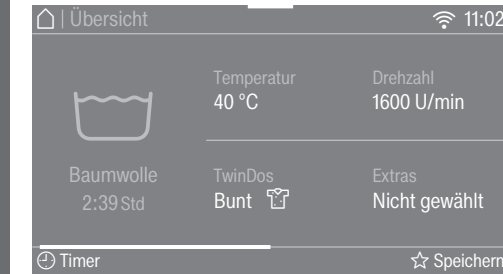 | Übersicht 11:02
Temperatur Drehzahl
40 °C 1600 U/min
Baumwolle TwinDos Extras
2:39 Std Bunt Nicht gewählt
Timer Speichern